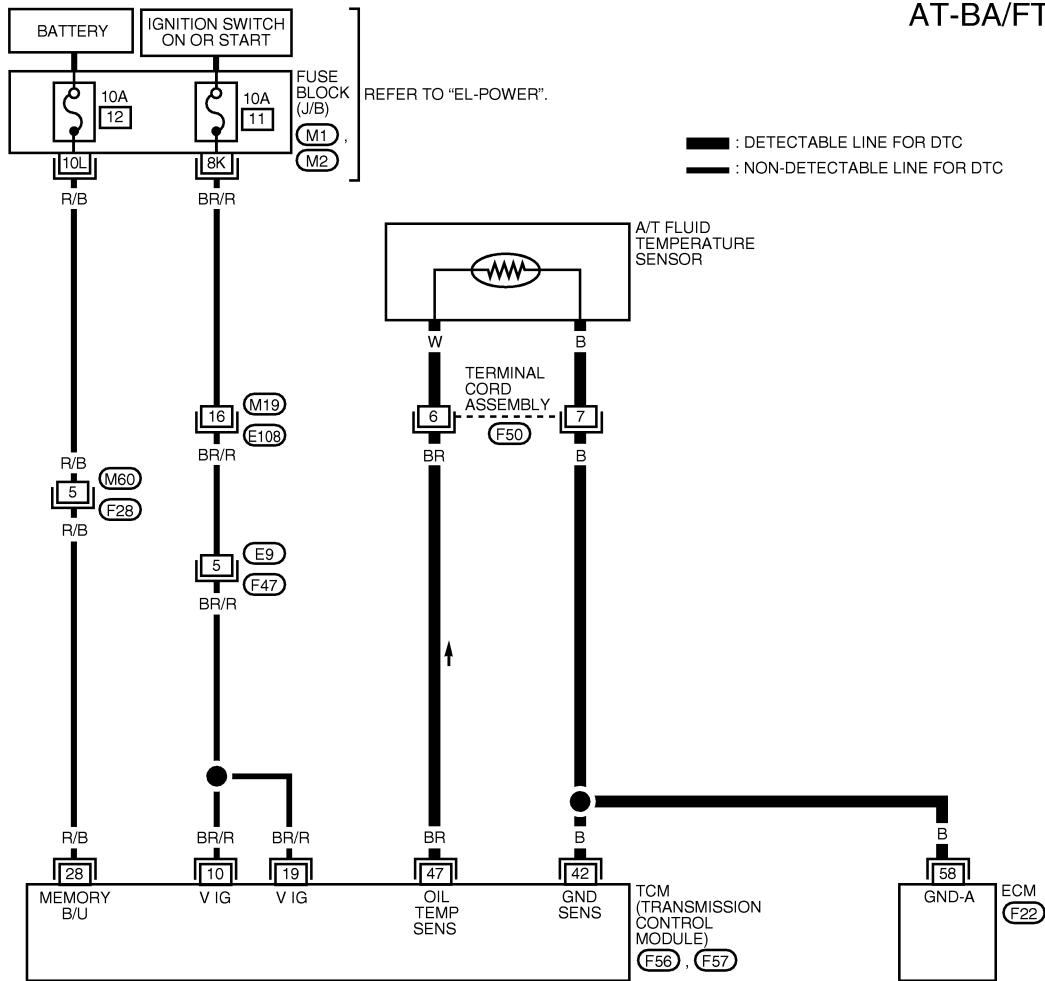 AT-BA/FT
BATTERY
IGNITION SWITCH
ON OR START
10A
12
10A
11
FUSE
BLOCK
(J/B)
M1 ,
M2
REFER TO “EL-POWER”.
10L
8K
R/B
BR/R
: DETECTABLE LINE FOR DTC
: NON-DETECTABLE LINE FOR DTC
A/T FLUID
TEMPERATURE
SENSOR
W
B
TERMINAL
CORD
ASSEMBLY
6
7
F50
BR
B
16
M19
E108
BR/R
R/B
5
M60
F28
R/B
5
E9
F47
BR/R
R/B
BR/R
BR/R
BR
B
B
28
10
19
47
42
58
MEMORY
B/U
V IG
V IG
OIL
TEMP
SENS
GND
SENS
TCM
(TRANSMISSION
CONTROL
MODULE)
F56 , F57
GND-A
ECM
F22